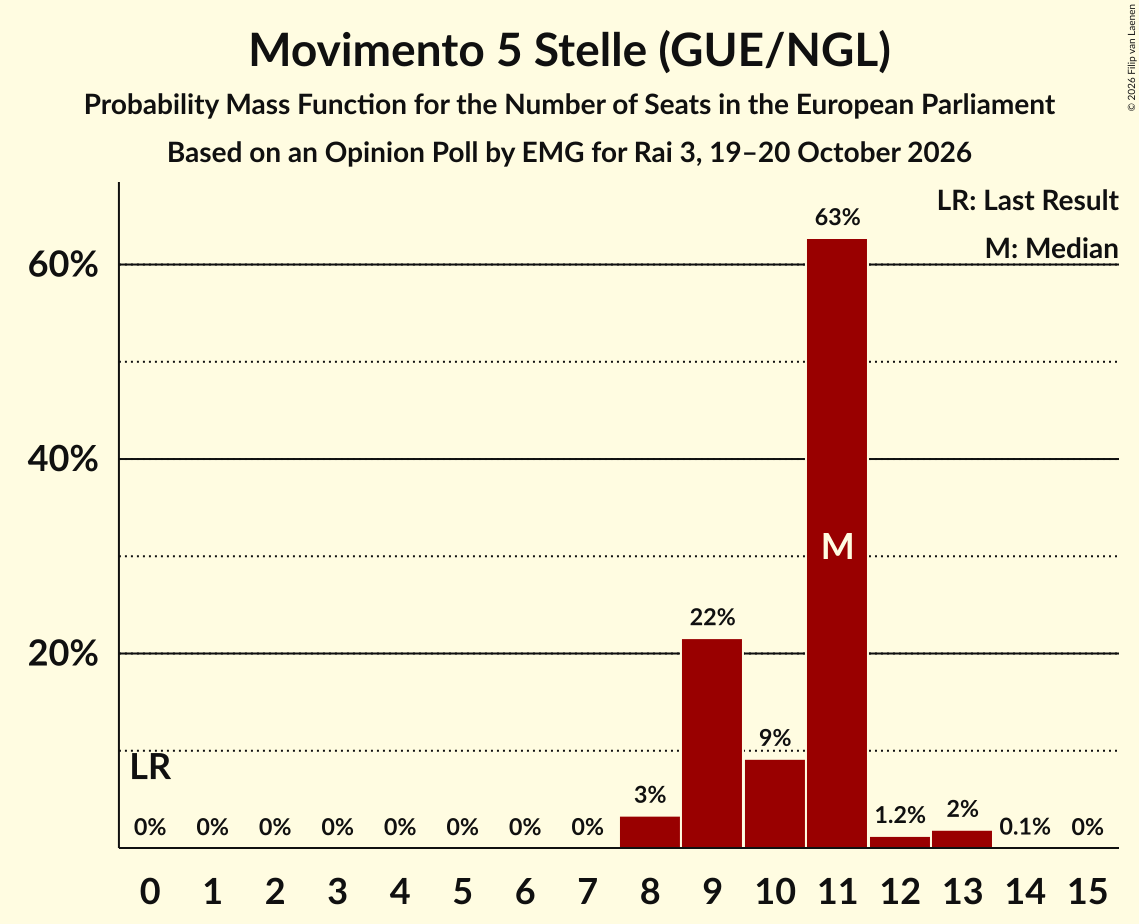 Movimento 5 Stelle (GUE/NGL)
Probability Mass Function for the Number of Seats in the European Parliament
Based on an Opinion Poll by EMG for Rai 3, 19–20 October 2026
© 2026 Filip van Laenen
LR: Last Result
M: Median
63%
60%
40%
M
22%
20%
9%
LR
3%
0% 0% 0% 0% 0% 0% 0% 0% 1.2% 2% 0.1% 0%
0 1 2 3 4 5 6 7 8 9 10 11 12 13 14 15